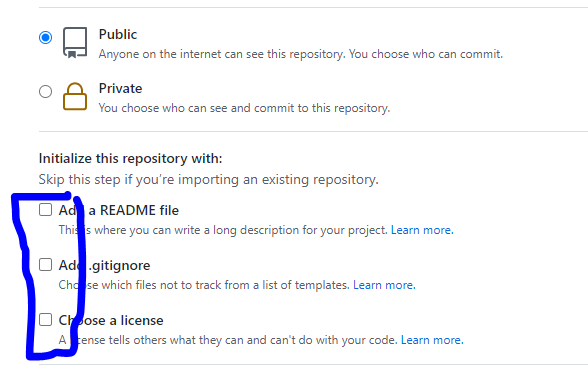 Public
Anyone on the internet can see this repository. You choose who can commit.
Private
You choose who can see and commit to this repository.
Initialize this repository with:
Skip this step if you're importing an existing repository.
Add a README file
This is where you can write a long description for your project. Learn more.
Add .gitignore
Choose which files not to track from a list of templates. Learn more.
Choose a license
A license tells others what they can and can't do with your code. Learn more.